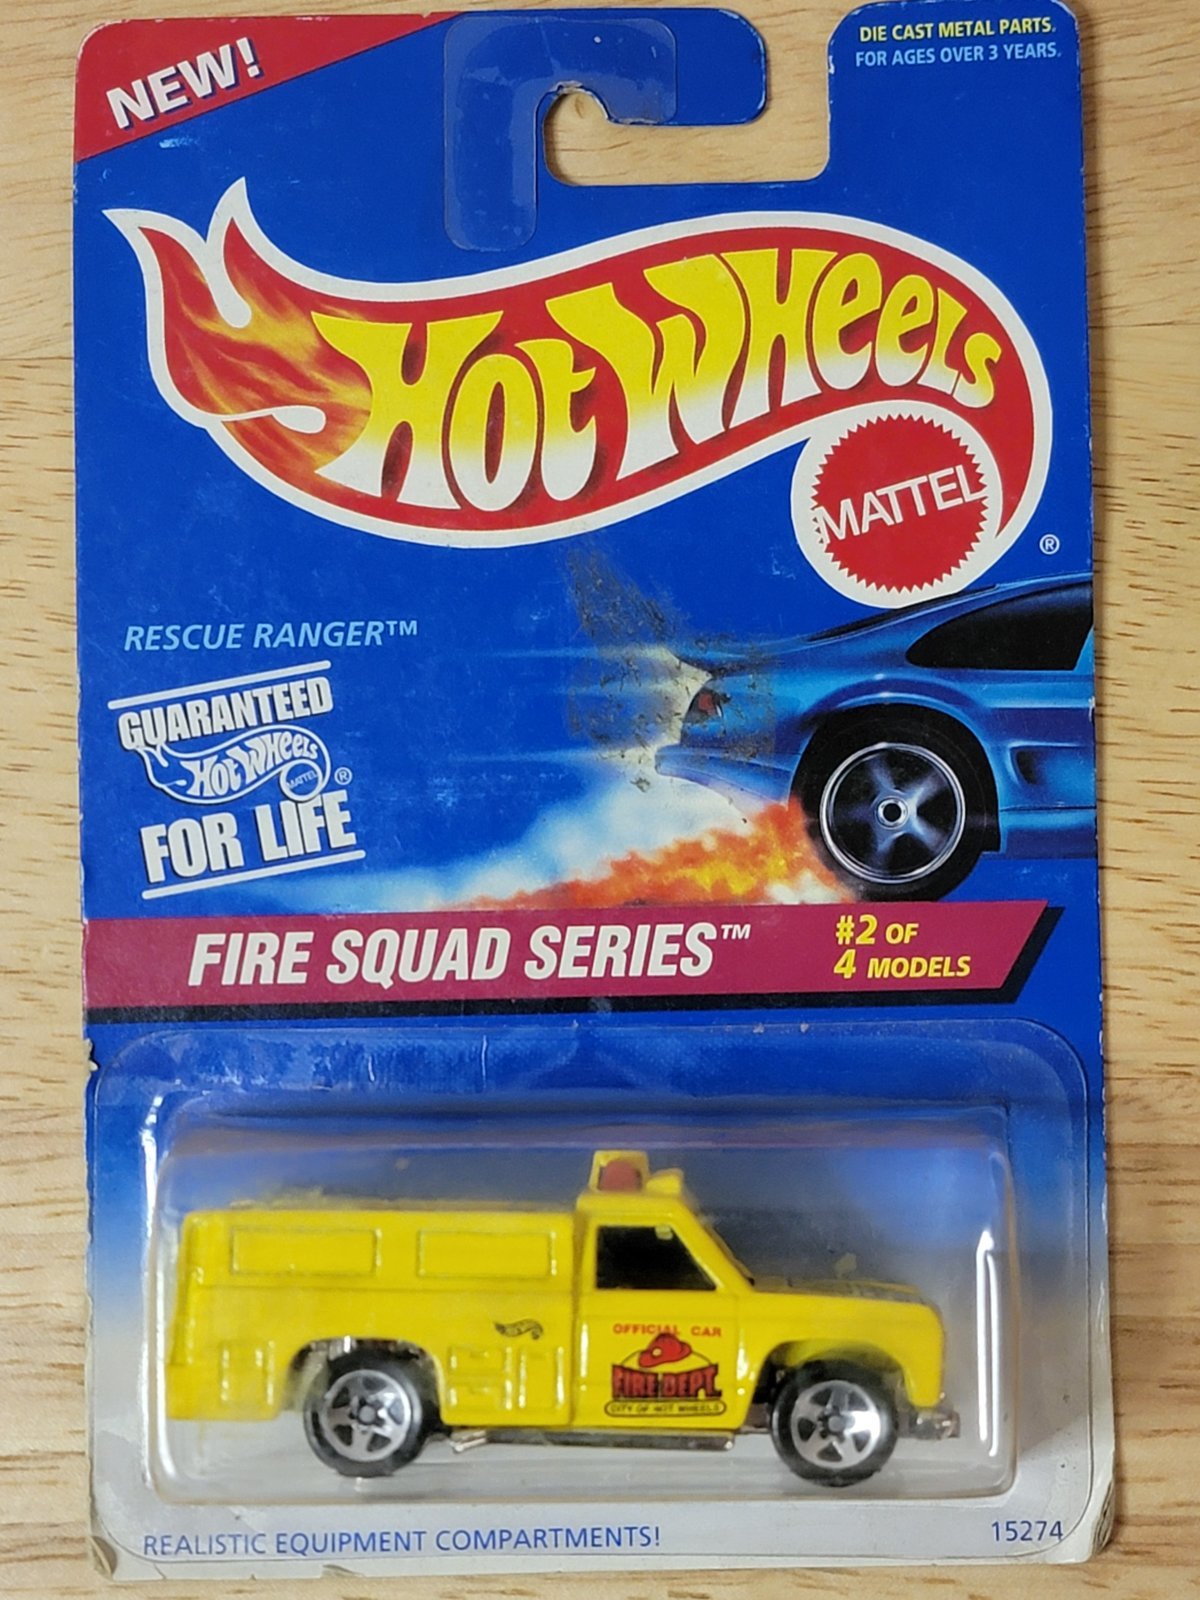 NEW!
DIE CAST METAL PARTS.
FOR AGES OVER 3 YEARS.
HOT WHEELS
MATTEL
®
RESCUE RANGER™
GUARANTEED
HOT WHEELS
MATTEL ®
FOR LIFE
FIRE SQUAD SERIES™
#2 OF
4 MODELS
OFFICIAL CAR
FIRE DEPT.
CITY OF HOT WHEELS
REALISTIC EQUIPMENT COMPARTMENTS!
15274